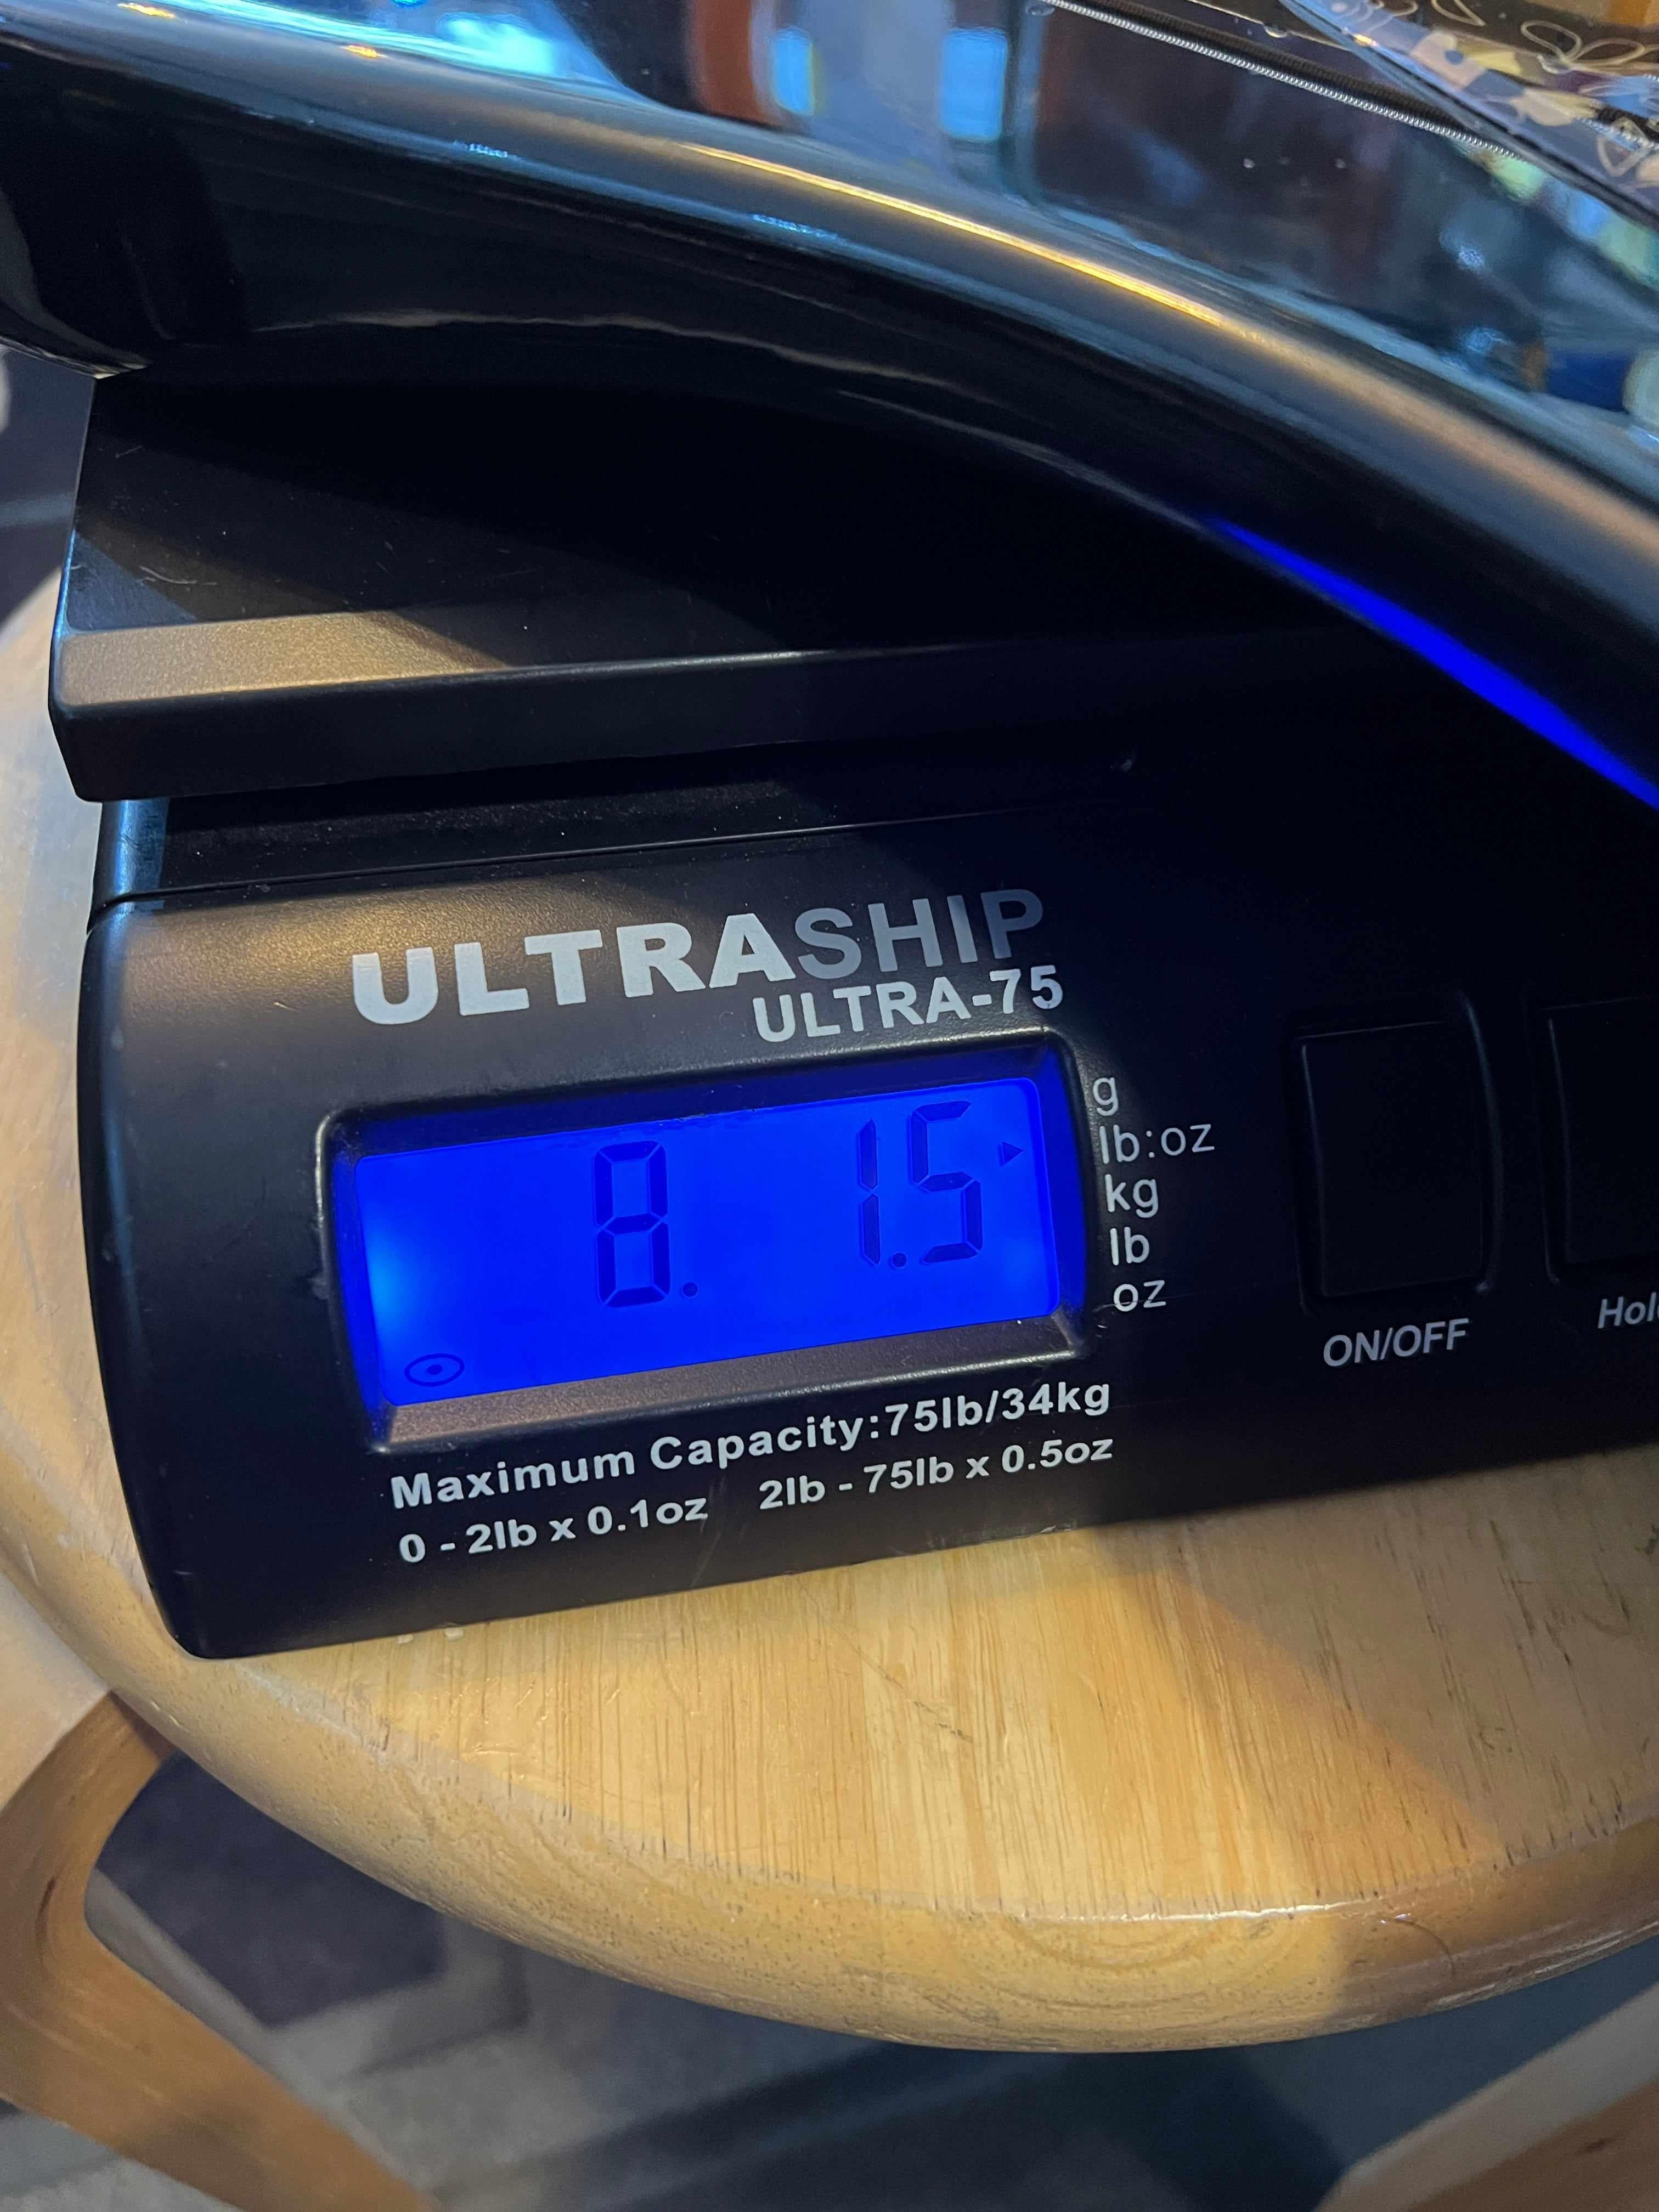 ULTRASHIP
ULTRA-75
8. 1.5
g
lb:oz
kg
lb
oz
ON/OFF
Maximum Capacity:75lb/34kg
0 - 2lb x 0.1oz 2lb - 75lb x 0.5oz